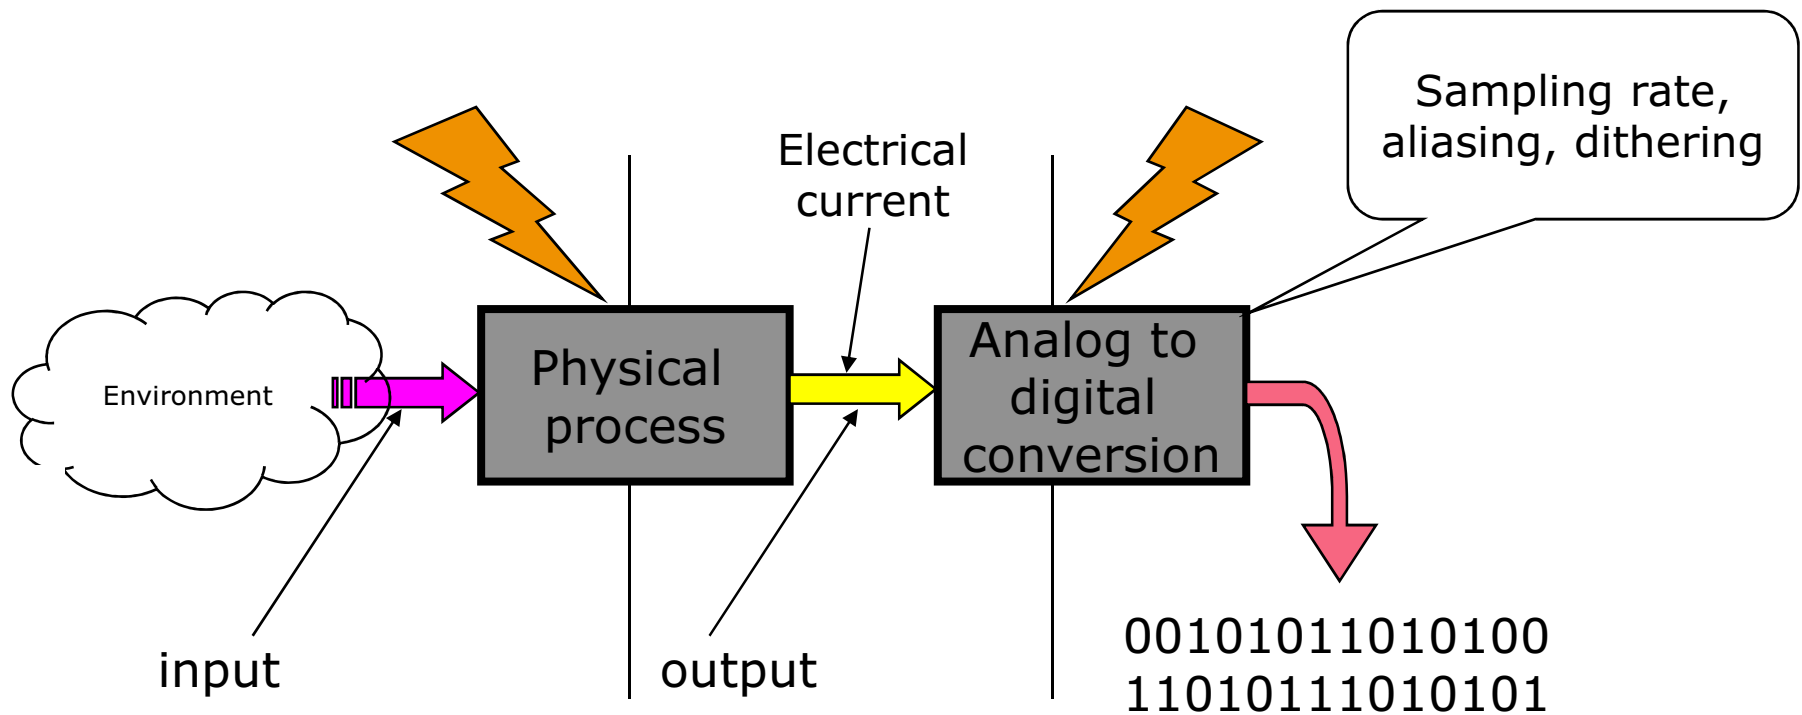 Sampling rate,
aliasing, dithering
Electrical
current
Environment
Physical
process
Analog to
digital
conversion
input
output
00101011010100
11010111010101